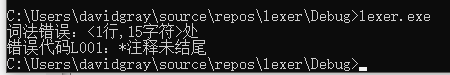 C:\Users\davidgray\source\repos\lexer\Debug>lexer.exe
词法错误：<1行,15字符>处
错误代码L001：*注释未结尾
C:\Users\davidgray\source\repos\lexer\Debug>